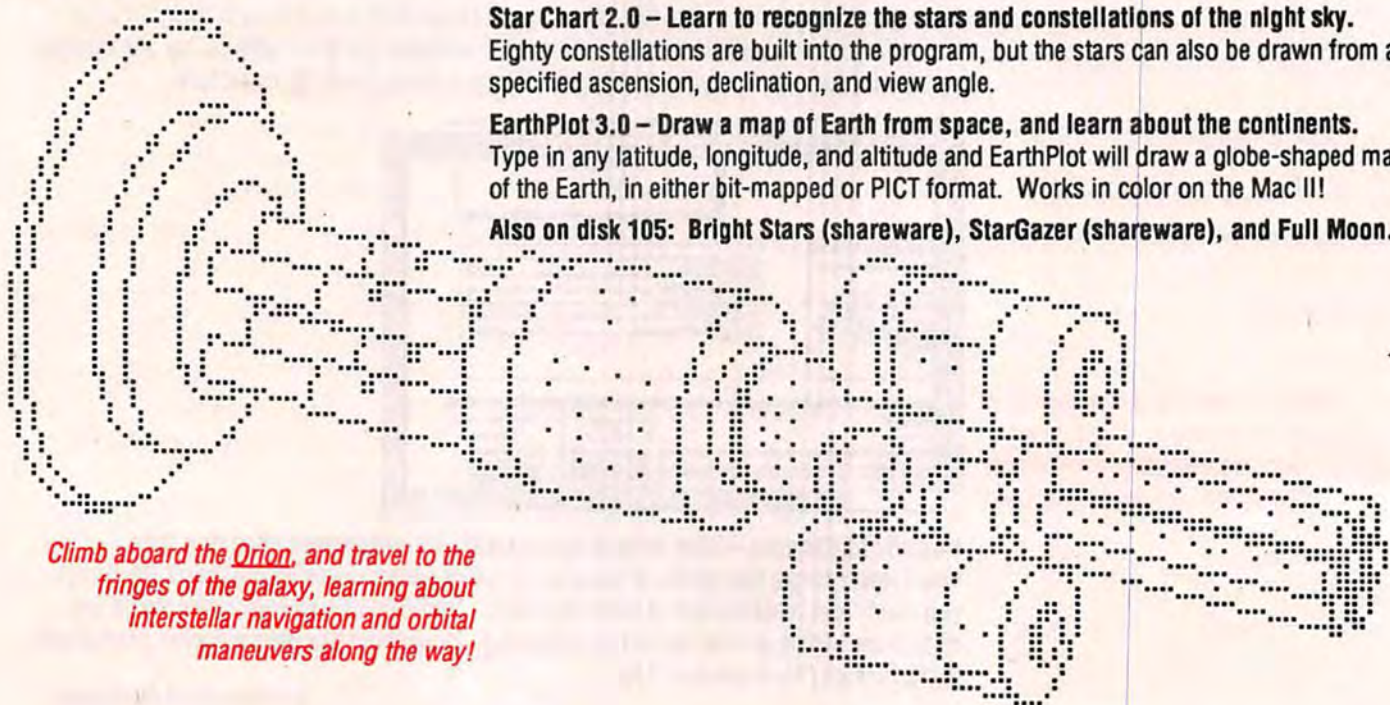 Star Chart 2.0 – Learn to recognize the stars and constellations of the night sky.
Eighty constellations are built into the program, but the stars can also be drawn from a
specified ascension, declination, and view angle.
EarthPlot 3.0 – Draw a map of Earth from space, and learn about the continents.
Type in any latitude, longitude, and altitude and EarthPlot will draw a globe-shaped ma
of the Earth, in either bit-mapped or PICT format. Works in color on the Mac II!
Also on disk 105: Bright Stars (shareware), StarGazer (shareware), and Full Moon.
Climb aboard the Orion, and travel to the
fringes of the galaxy, learning about
interstellar navigation and orbital
maneuvers along the way!